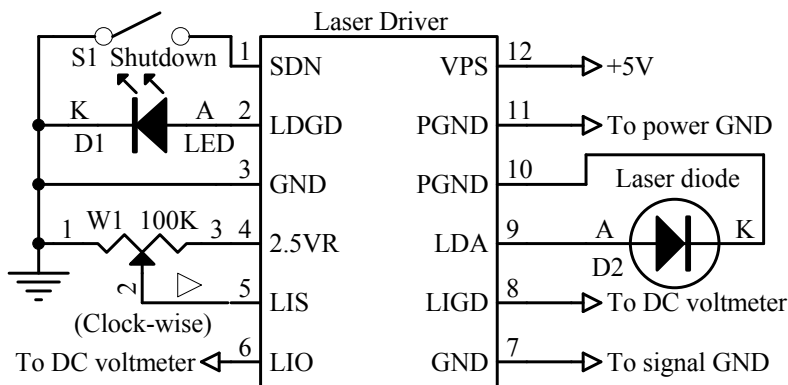 Laser Driver
S1 Shutdown
1 SDN VPS 12 +5V
K A 2 LDGD PGND 11 To power GND
D1 LED
3 GND PGND 10
Laser diode
1 W1 100K 3 4 2.5VR LDA 9 A K
D2
2 5 LIS LIGD 8 To DC voltmeter
(Clock-wise)
To DC voltmeter 6 LIO GND 7 To signal GND